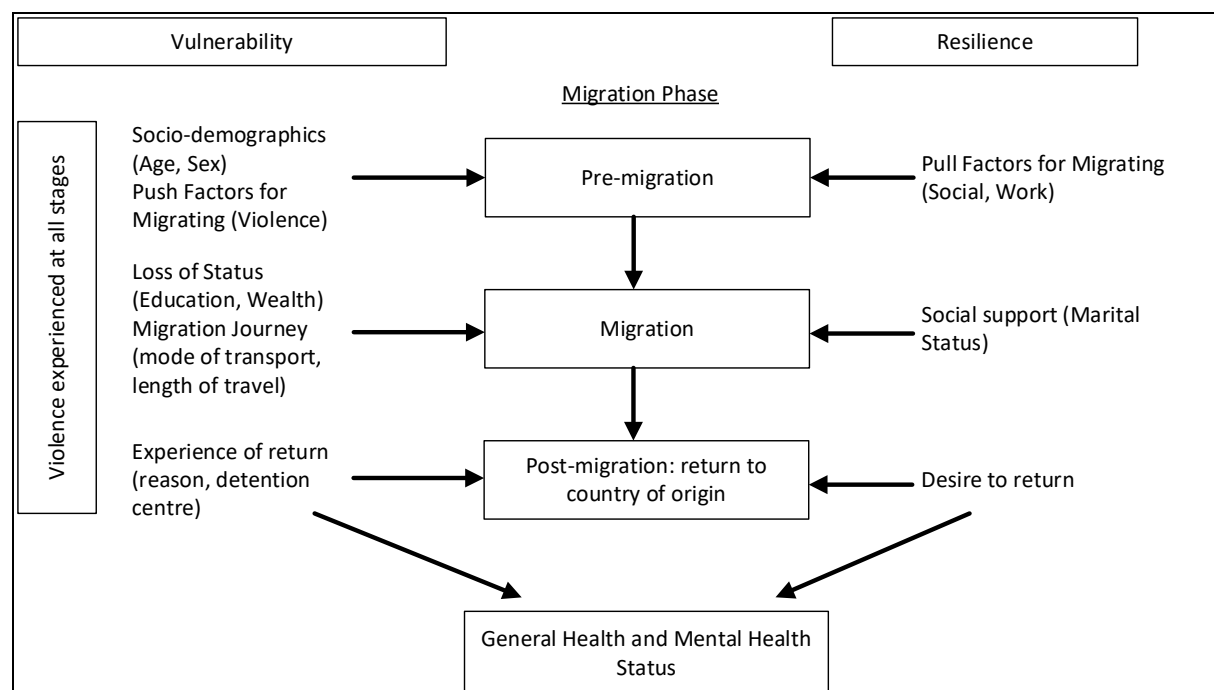 Vulnerability
Resilience
Migration Phase
Violence experienced at all stages
Socio-demographics
(Age, Sex)
Push Factors for
Migrating (Violence)
Pre-migration
Pull Factors for Migrating
(Social, Work)
Loss of Status
(Education, Wealth)
Migration Journey
(mode of transport,
length of travel)
Migration
Social support (Marital
Status)
Experience of return
(reason, detention
centre)
Post-migration: return to
country of origin
Desire to return
General Health and Mental Health
Status